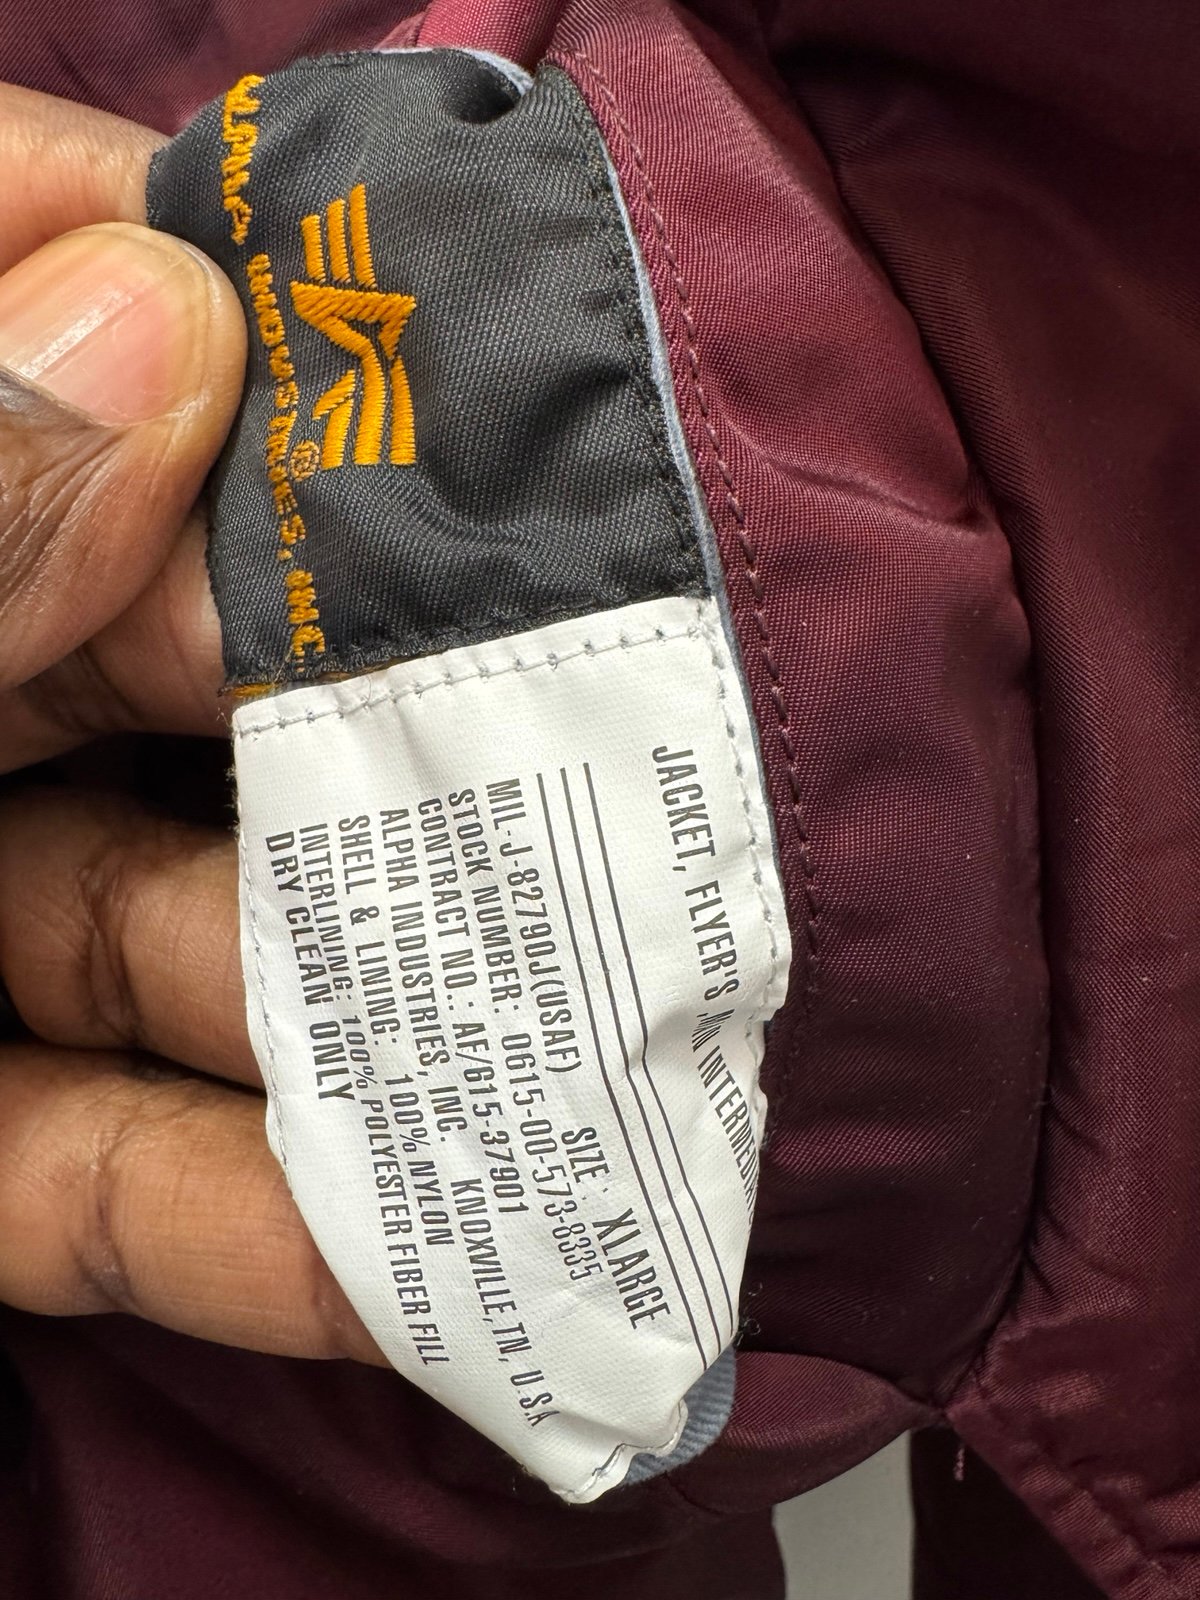 ALPHA INDUSTRIES, INC.
®
JACKET, FLYER'S MAN INTERMEDIATE
MIL-J-82790J(USAF) SIZE: XLARGE
STOCK NUMBER: 0615-00-573-8335
CONTRACT NO.: AF/615-37901
ALPHA INDUSTRIES, INC. KNOXVILLE, TN, U.S.A
SHELL & LINING: 100% NYLON
INTERLINING: 100% POLYESTER FIBER FILL
DRY CLEAN ONLY